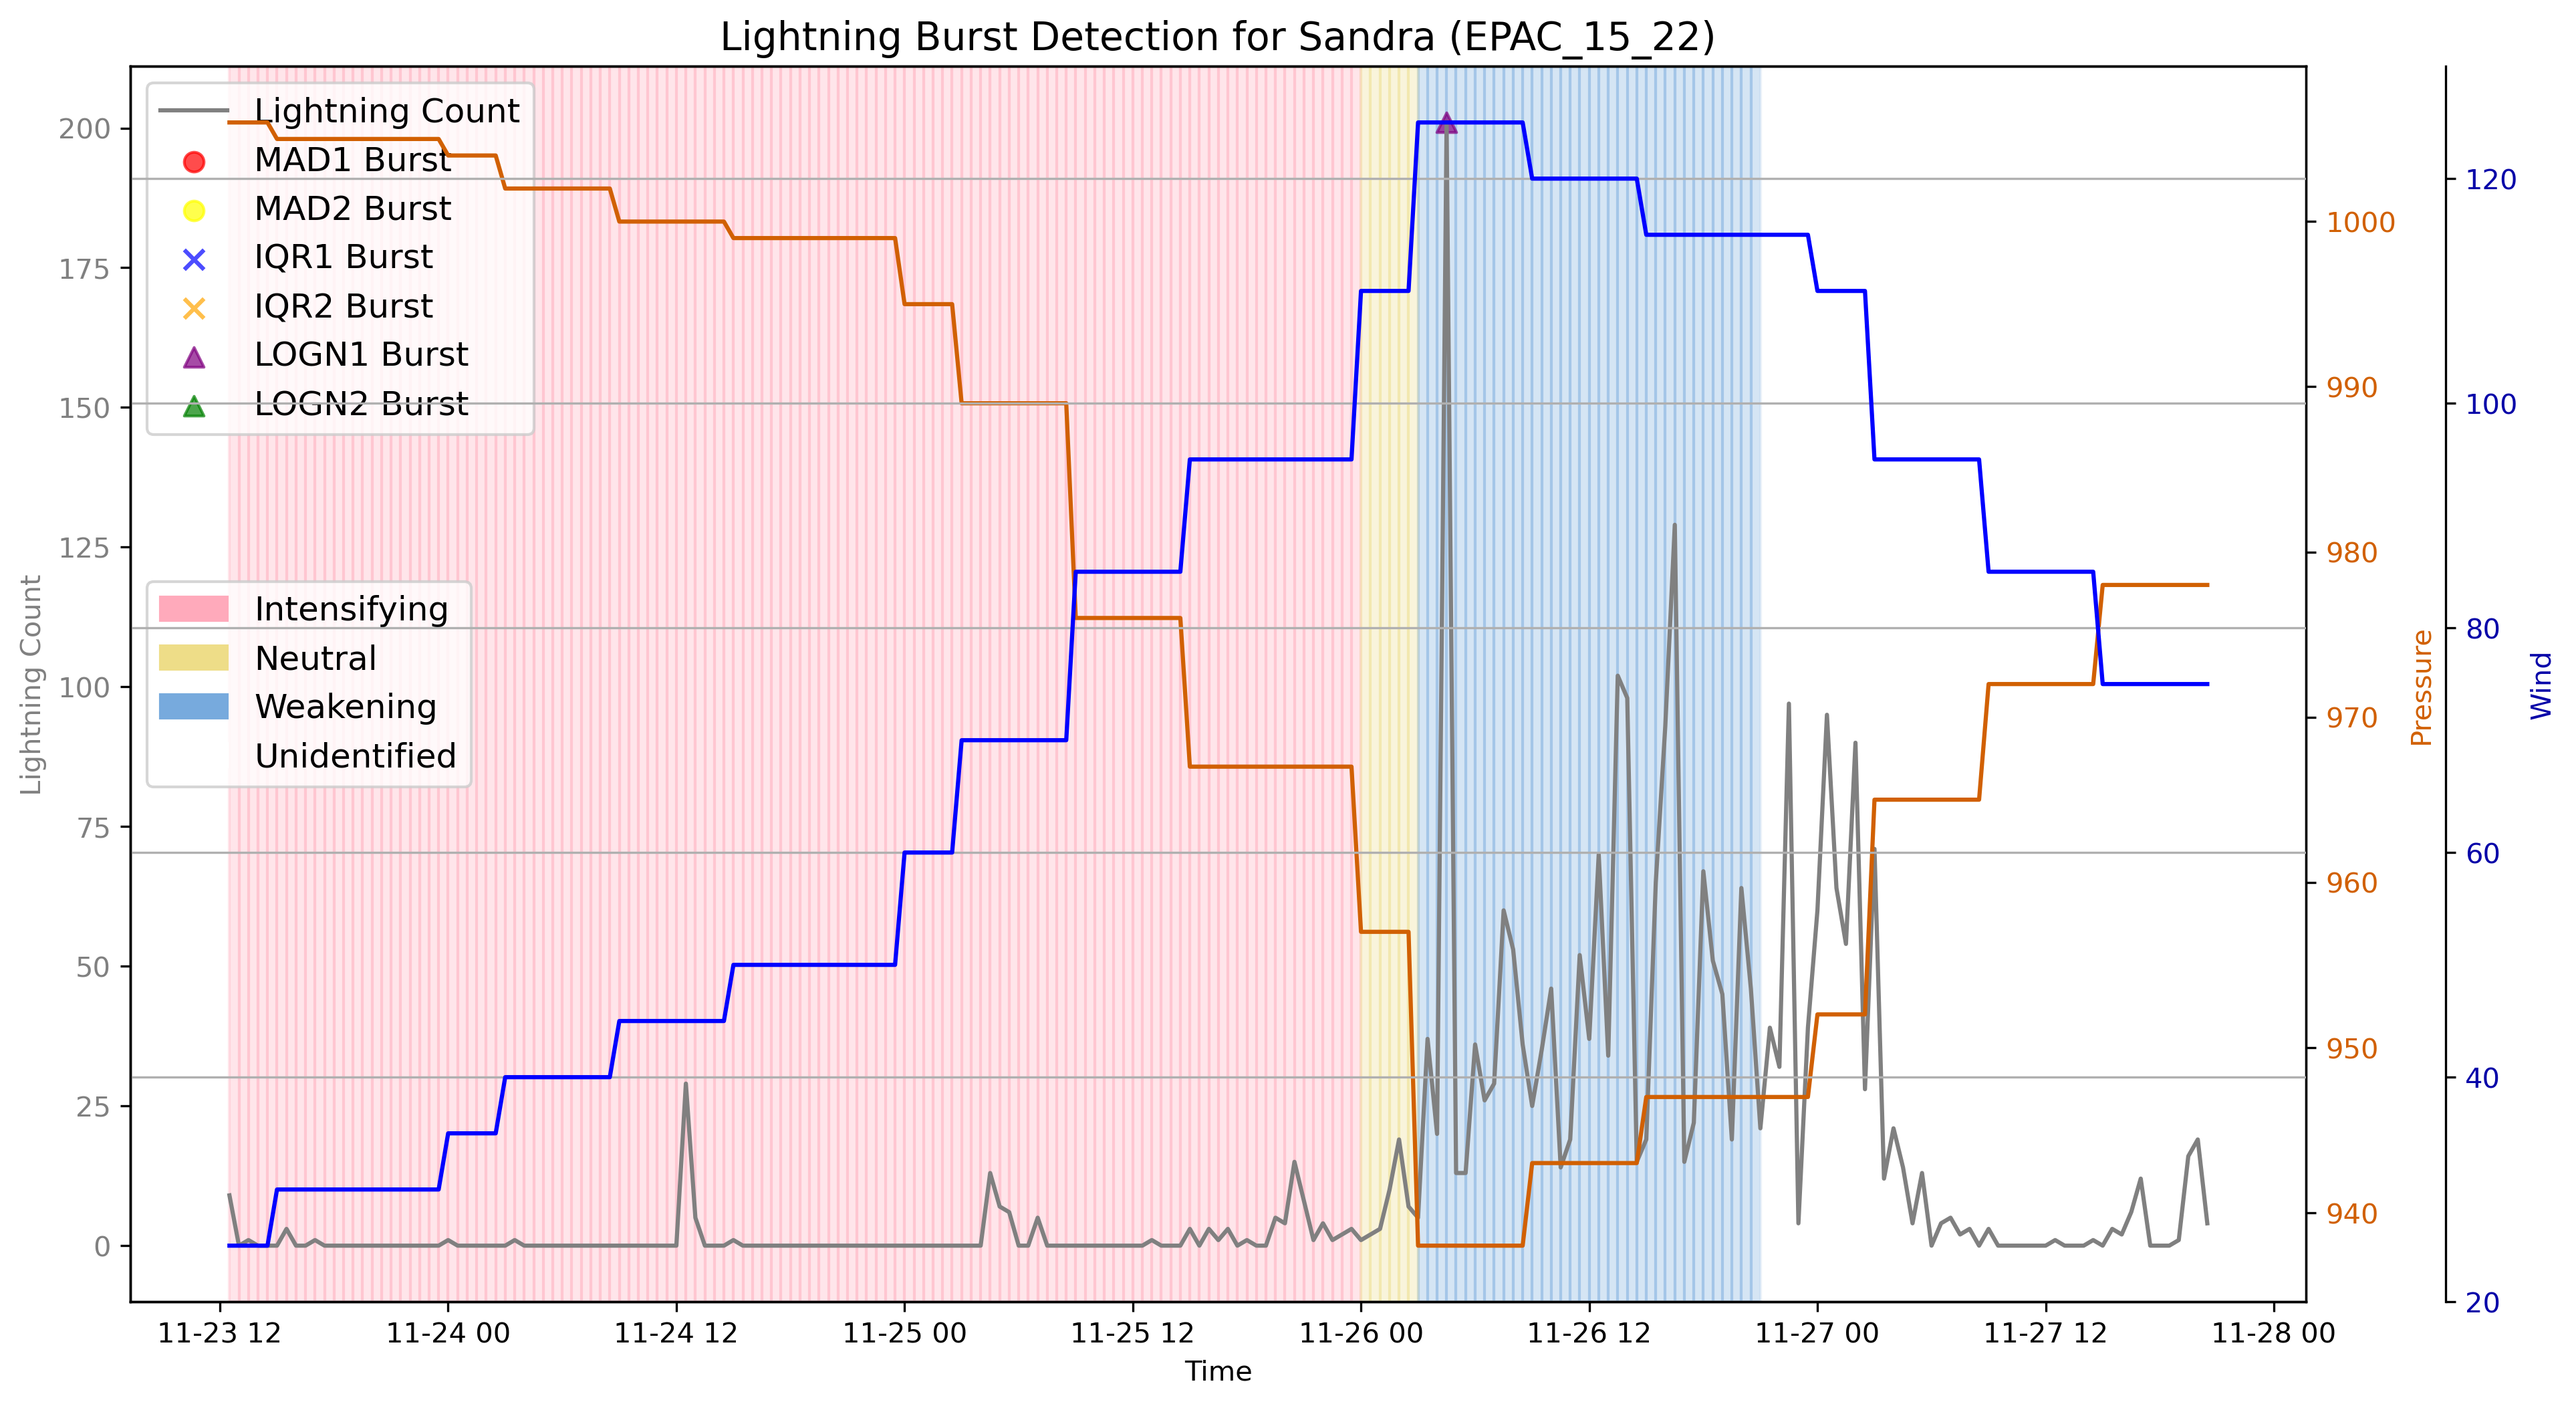 Lightning Burst Detection for Sandra (EPAC_15_22)
Lightning Count
MAD1 Burst
MAD2 Burst
IQR1 Burst
IQR2 Burst
LOGN1 Burst
LOGN2 Burst
Intensifying
Neutral
Weakening
Unidentified
Lightning Count
200
175
150
125
100
75
50
25
0
1000
990
980
970
960
950
940
Pressure
120
100
80
60
40
20
Wind
11-23 12
11-24 00
11-24 12
11-25 00
11-25 12
11-26 00
11-26 12
11-27 00
11-27 12
11-28 00
Time